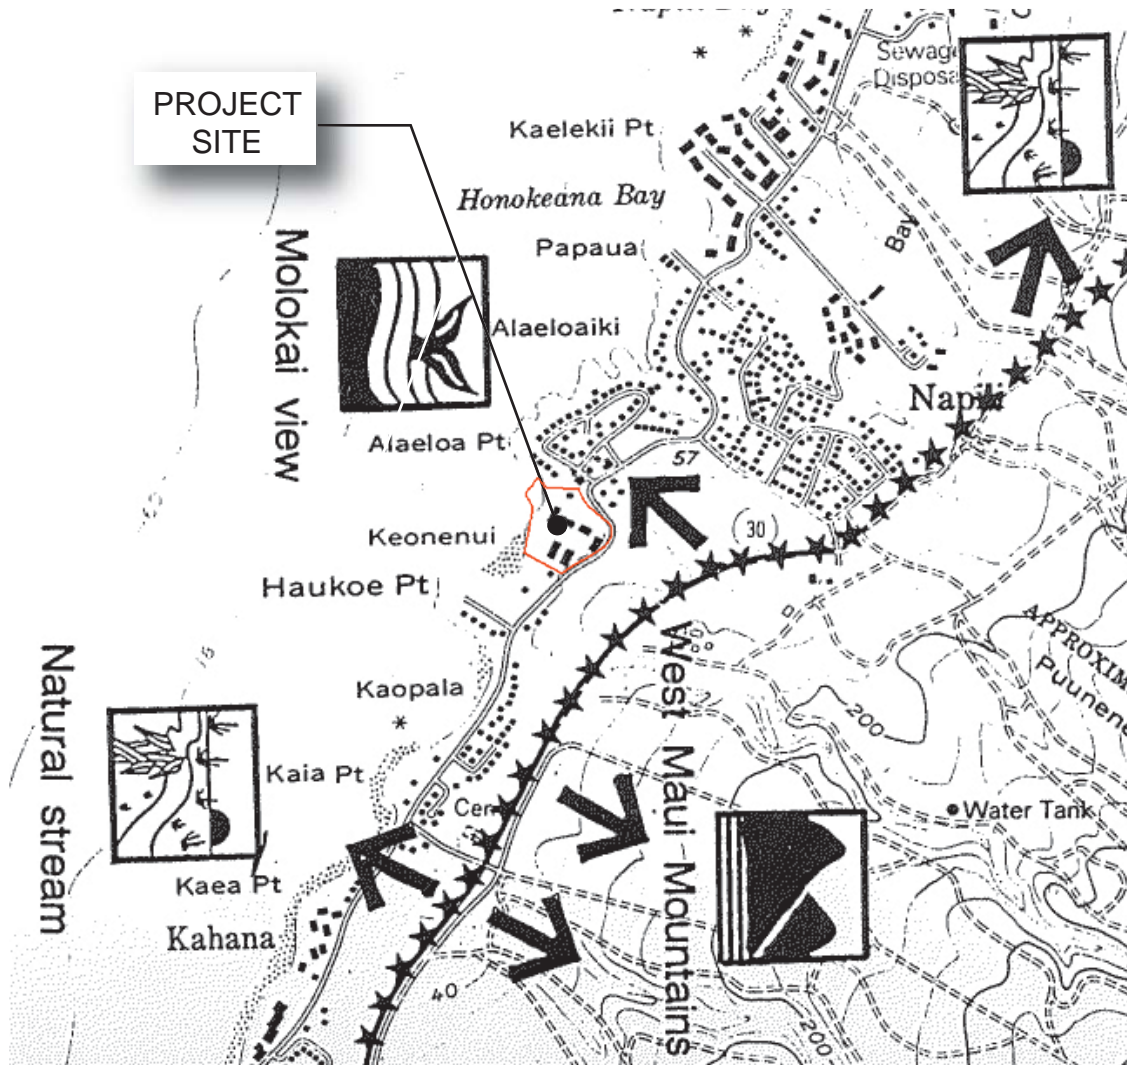 Sewag
Disposa
PROJECT
SITE
Kaelekii Pt
Honokeana Bay
Bay
Papaua
Molokai view
Alaeloaiki
Napili
Alaeloa Pt
57
30
Keonenui
Haukoe Pt
APPROXIM
Puunene
West Maui Mountains
Natural stream
15
Kaopala
200
Kaia Pt
Cem
Water Tank
Kaea Pt
Kahana
40
200